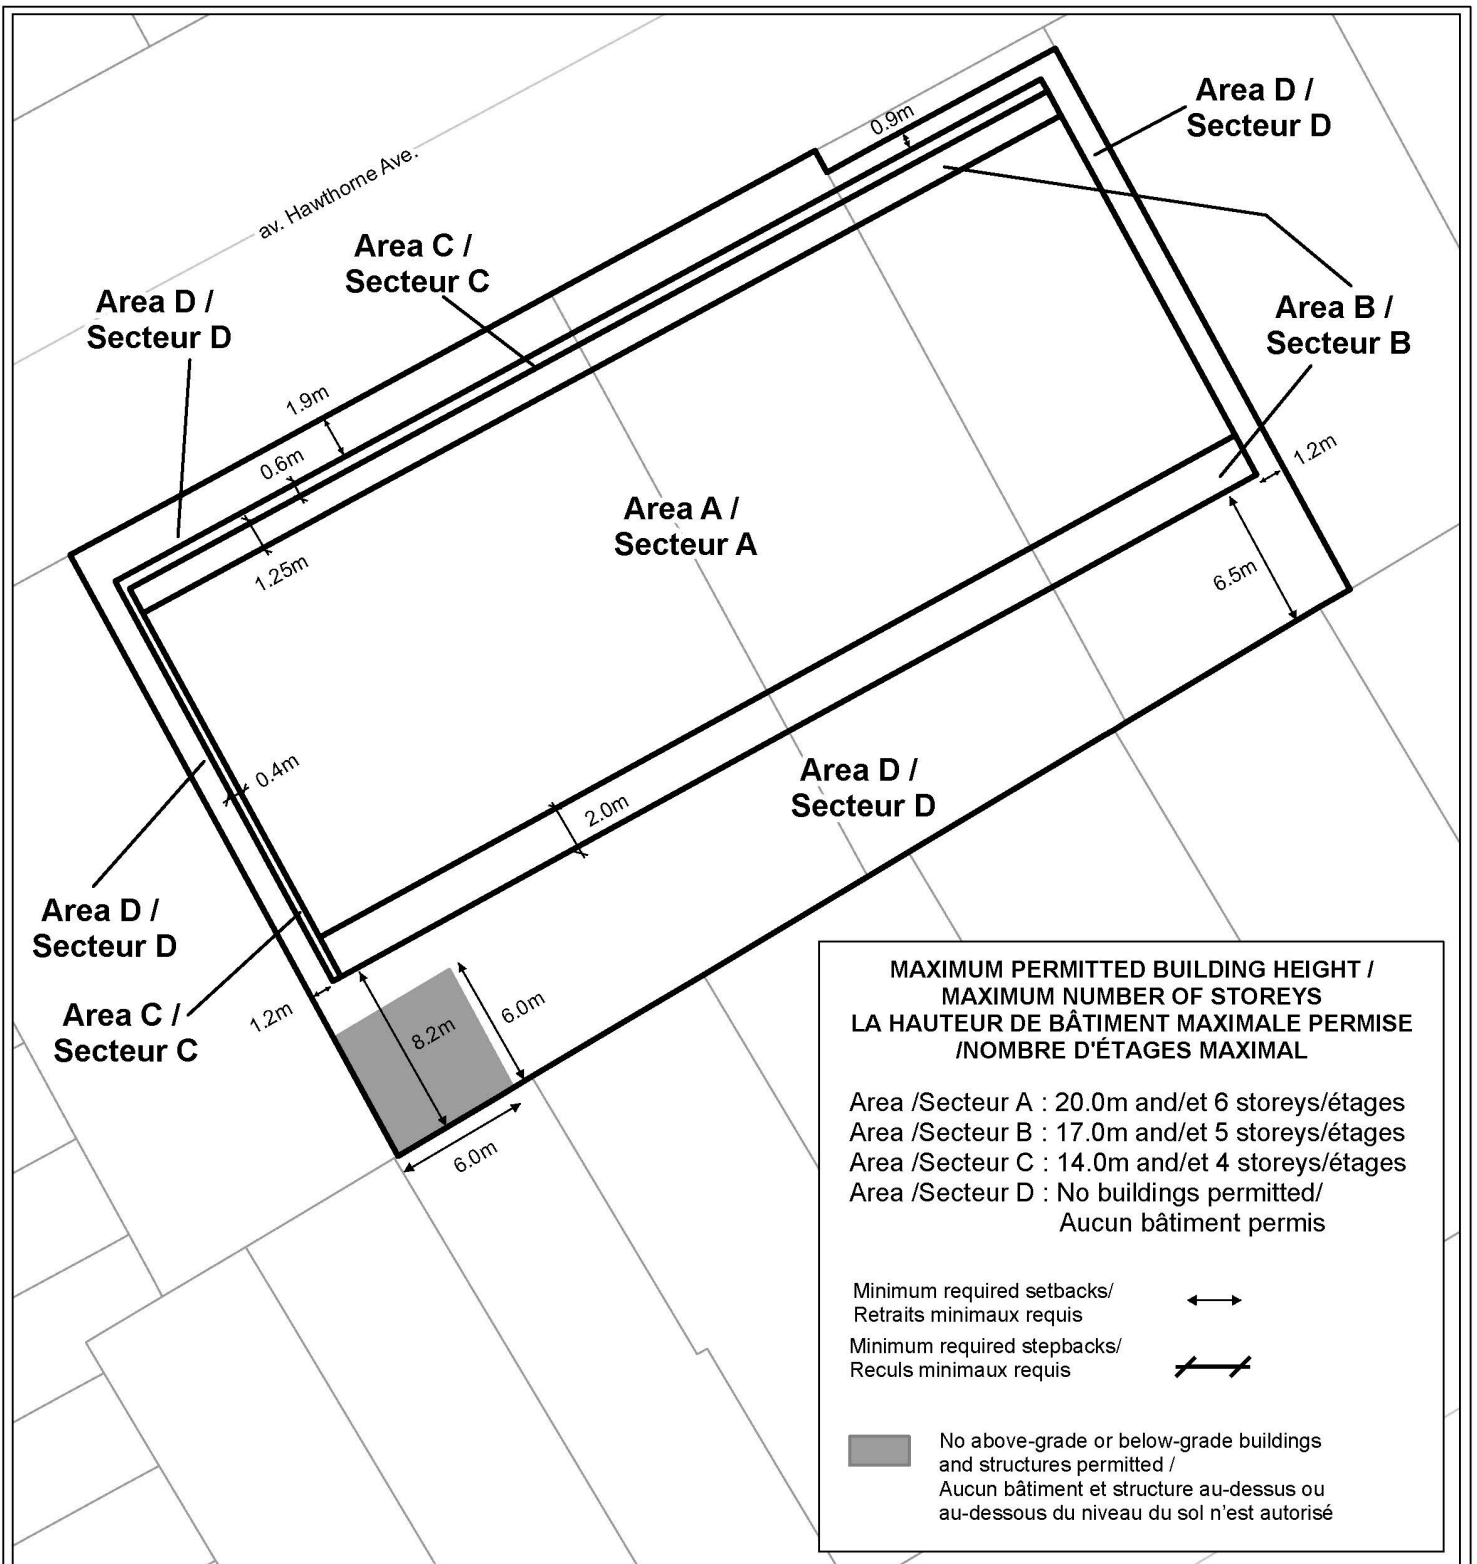 Area D /
Secteur D
0.9m
av. Hawthorne Ave.
Area C /
Secteur C
Area D /
Secteur D
Area B /
Secteur B
1.9m
0.6m
1.25m
1.2m
Area A /
Secteur A
6.5m
0.4m
Area D /
Secteur D
2.0m
Area D /
Secteur D
Area C /
Secteur C
1.2m
8.2m
6.0m
6.0m
MAXIMUM PERMITTED BUILDING HEIGHT /
MAXIMUM NUMBER OF STOREYS
LA HAUTEUR DE BÂTIMENT MAXIMALE PERMISE
/NOMBRE D'ÉTAGES MAXIMAL
Area /Secteur A : 20.0m and/et 6 storeys/étages
Area /Secteur B : 17.0m and/et 5 storeys/étages
Area /Secteur C : 14.0m and/et 4 storeys/étages
Area /Secteur D : No buildings permitted/
Aucun bâtiment permis
Minimum required setbacks/
Retraits minimaux requis
Minimum required stepbacks/
Reculs minimaux requis
No above-grade or below-grade buildings
and structures permitted /
Aucun bâtiment et structure au-dessus ou
au-dessous du niveau du sol n'est autorisé